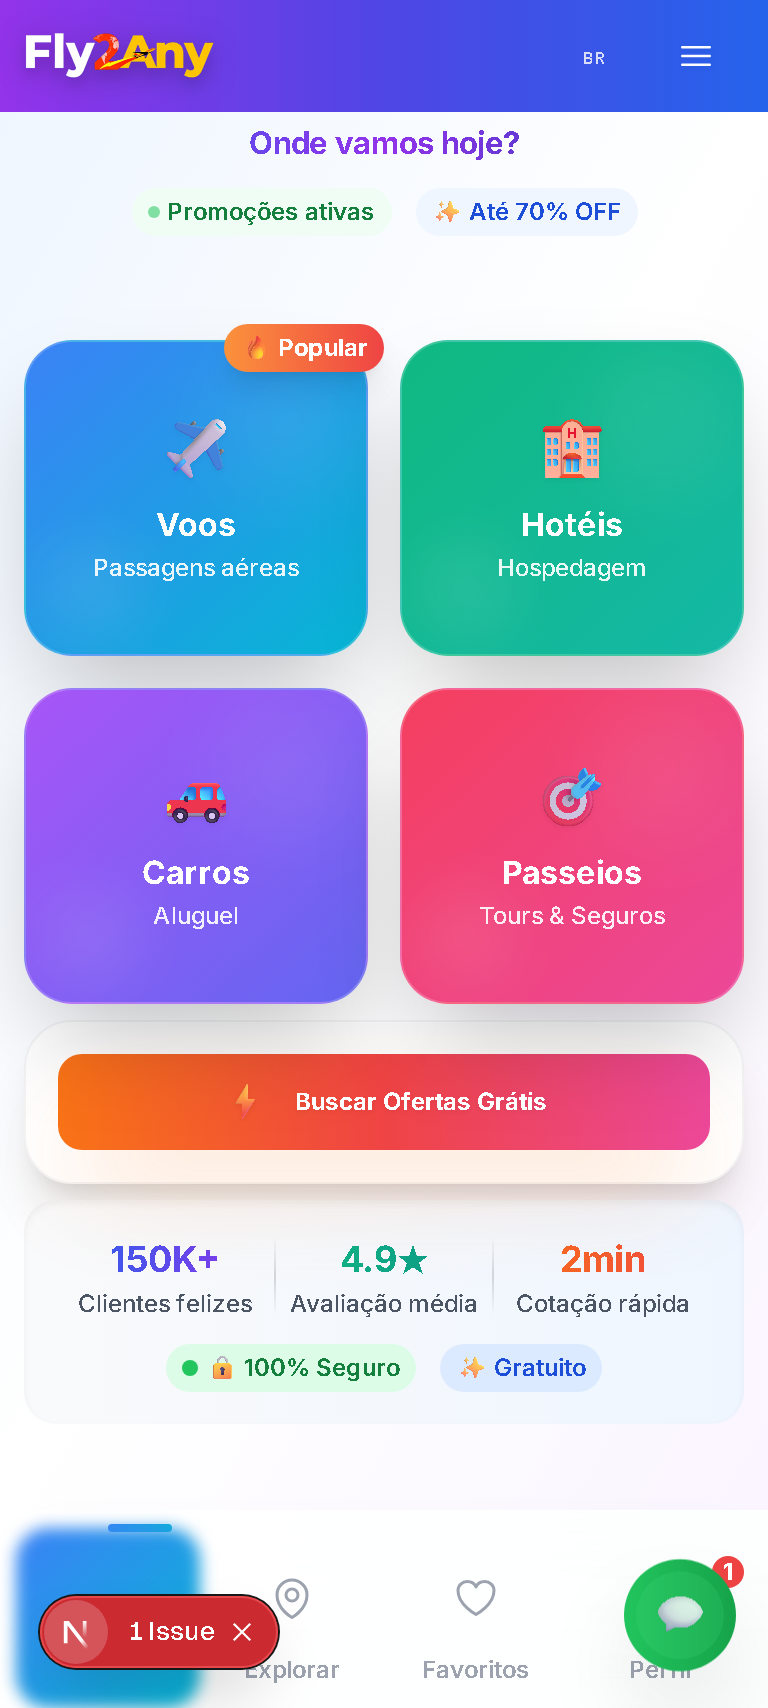 Fly2Any
BR
Onde vamos hoje?
Promoções ativas
Até 70% OFF
Popular
Voos
Passagens aéreas
H
Hotéis
Hospedagem
Carros
Aluguel
Passeios
Tours & Seguros
Buscar Ofertas Grátis
150K+
Clientes felizes
4.9★
Avaliação média
2min
Cotação rápida
100% Seguro
Gratuito
1
N
1 Issue
Explorar
Favoritos
Perfil